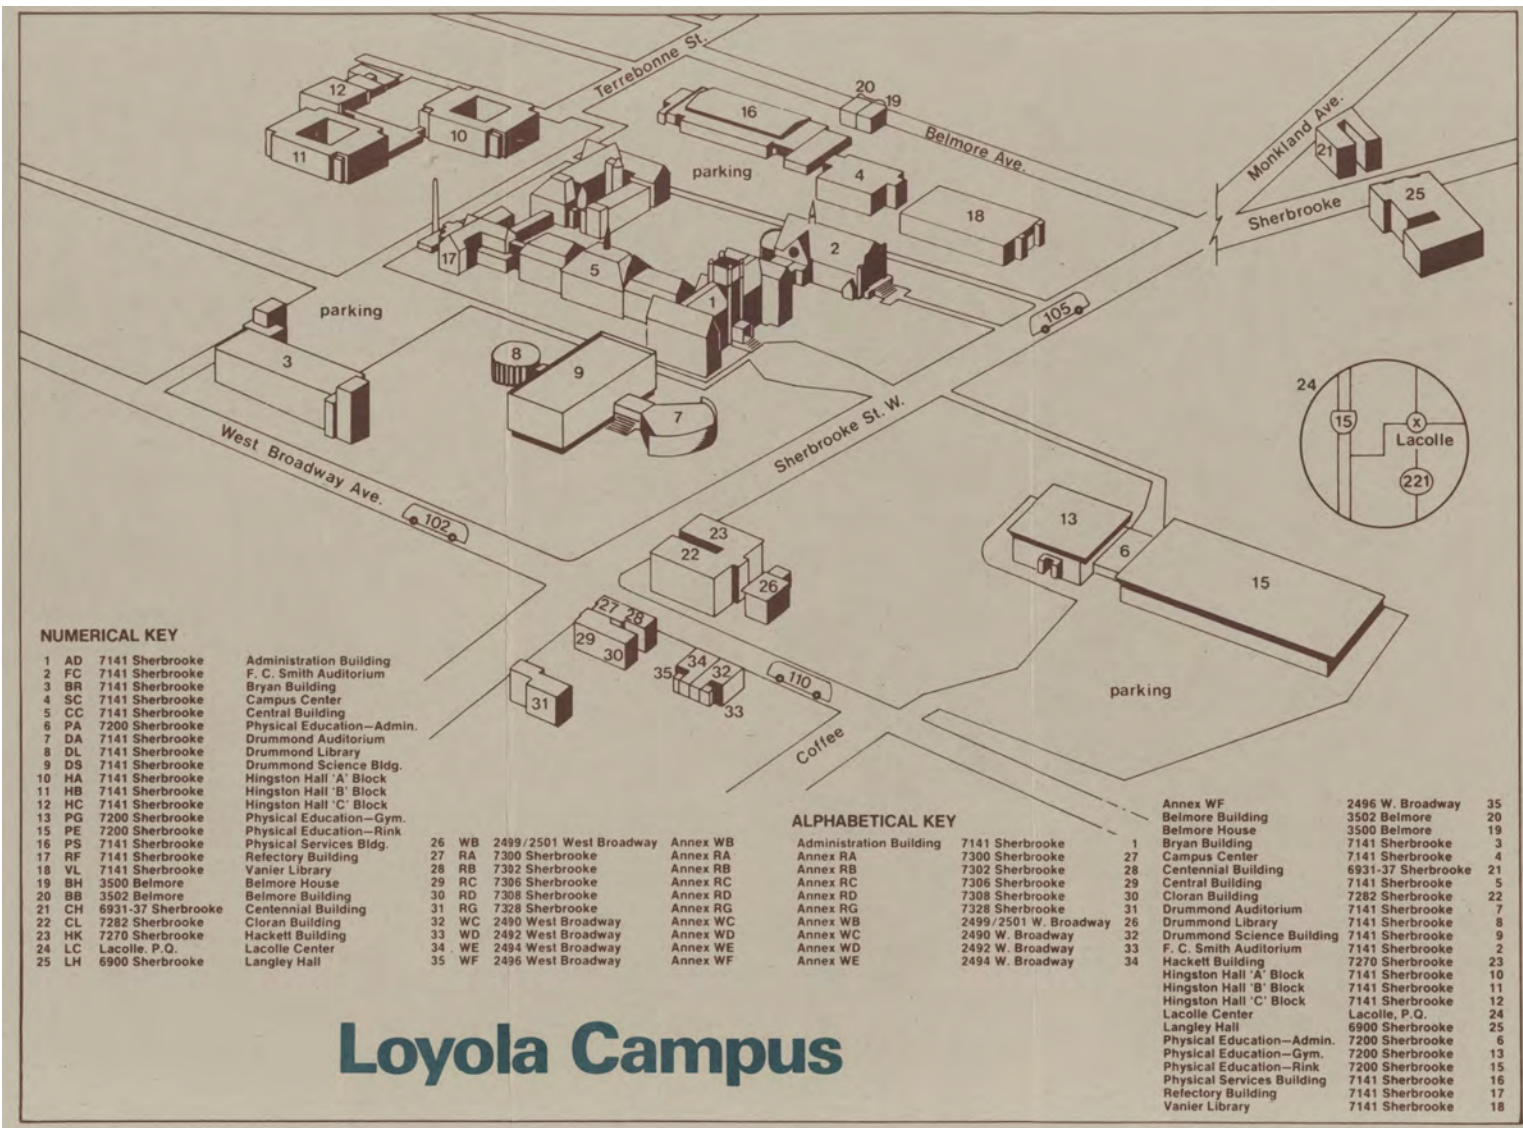 Terrebonne St.
12
10
11
16
20
19
Belmore Ave.
Monkland Ave.
21
25
Sherbrooke
parking
4
18
17
5
2
1
parking
105
3
8
9
7
Sherbrooke St. W.
West Broadway Ave.
102
24
15
X
Lacolle
221
13
6
15
23
22
26
27
28
29
30
34
35
32
33
31
110
parking
Coffee
NUMERICAL KEY
1 AD 7141 Sherbrooke Administration Building
2 FC 7141 Sherbrooke F. C. Smith Auditorium
3 BR 7141 Sherbrooke Bryan Building
4 SC 7141 Sherbrooke Campus Center
5 CC 7141 Sherbrooke Central Building
6 PA 7200 Sherbrooke Physical Education—Admin.
7 DA 7141 Sherbrooke Drummond Auditorium
8 DL 7141 Sherbrooke Drummond Library
9 DS 7141 Sherbrooke Drummond Science Bldg.
10 HA 7141 Sherbrooke Hingston Hall 'A' Block
11 HB 7141 Sherbrooke Hingston Hall 'B' Block
12 HC 7141 Sherbrooke Hingston Hall 'C' Block
13 PG 7200 Sherbrooke Physical Education—Gym.
15 PE 7200 Sherbrooke Physical Education—Rink
16 PS 7141 Sherbrooke Physical Services Bldg.
17 RF 7141 Sherbrooke Refectory Building
18 VL 7141 Sherbrooke Vanier Library
19 BH 3500 Belmore Belmore House
20 BB 3502 Belmore Belmore Building
21 CH 6931-37 Sherbrooke Centennial Building
22 CL 7282 Sherbrooke Cloran Building
23 HK 7270 Sherbrooke Hackett Building
24 LC Lacolle. P.Q. Lacolle Center
25 LH 6900 Sherbrooke Langley Hall
26 WB 2499/2501 West Broadway Annex WB
27 RA 7300 Sherbrooke Annex RA
28 RB 7302 Sherbrooke Annex RB
29 RC 7306 Sherbrooke Annex RC
30 RD 7308 Sherbrooke Annex RD
31 RG 7328 Sherbrooke Annex RG
32 WC 2490 West Broadway Annex WC
33 WD 2492 West Broadway Annex WD
34 WE 2494 West Broadway Annex WE
35 WF 2496 West Broadway Annex WF
ALPHABETICAL KEY
Administration Building 7141 Sherbrooke 1
Annex RA 7300 Sherbrooke 27
Annex RB 7302 Sherbrooke 28
Annex RC 7306 Sherbrooke 29
Annex RD 7308 Sherbrooke 30
Annex RG 7328 Sherbrooke 31
Annex WB 2499/2501 W. Broadway 26
Annex WC 2490 W. Broadway 32
Annex WD 2492 W. Broadway 33
Annex WE 2494 W. Broadway 34
Annex WF 2496 W. Broadway 35
Belmore Building 3502 Belmore 20
Belmore House 3500 Belmore 19
Bryan Building 7141 Sherbrooke 3
Campus Center 7141 Sherbrooke 4
Centennial Building 6931-37 Sherbrooke 21
Central Building 7141 Sherbrooke 5
Cloran Building 7282 Sherbrooke 22
Drummond Auditorium 7141 Sherbrooke 7
Drummond Library 7141 Sherbrooke 8
Drummond Science Building 7141 Sherbrooke 9
F. C. Smith Auditorium 7141 Sherbrooke 2
Hackett Building 7270 Sherbrooke 23
Hingston Hall 'A' Block 7141 Sherbrooke 10
Hingston Hall 'B' Block 7141 Sherbrooke 11
Hingston Hall 'C' Block 7141 Sherbrooke 12
Lacolle Center Lacolle, P.Q. 24
Langley Hall 6900 Sherbrooke 25
Physical Education—Admin. 7200 Sherbrooke 6
Physical Education—Gym. 7200 Sherbrooke 13
Physical Education—Rink 7200 Sherbrooke 15
Physical Services Building 7141 Sherbrooke 16
Refectory Building 7141 Sherbrooke 17
Vanier Library 7141 Sherbrooke 18
Loyola Campus